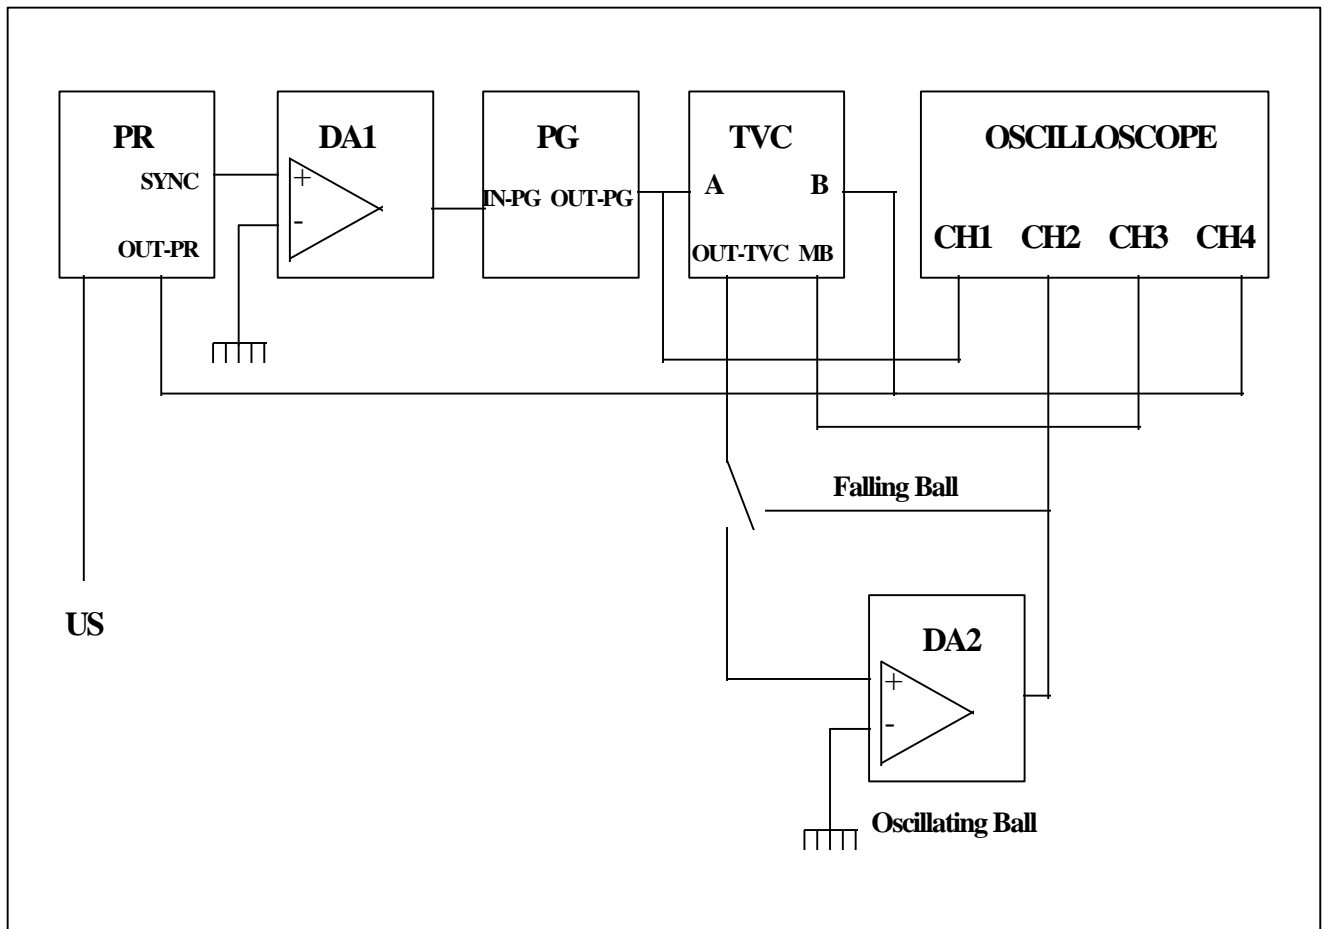 PR
DA1
PG
TVC
OSCILLOSCOPE
SYNC
+
-
IN-PG OUT-PG
A
B
OUT-PR
OUT-TVC MB
CH1 CH2 CH3 CH4
Falling Ball
US
DA2
+
-
Oscillating Ball